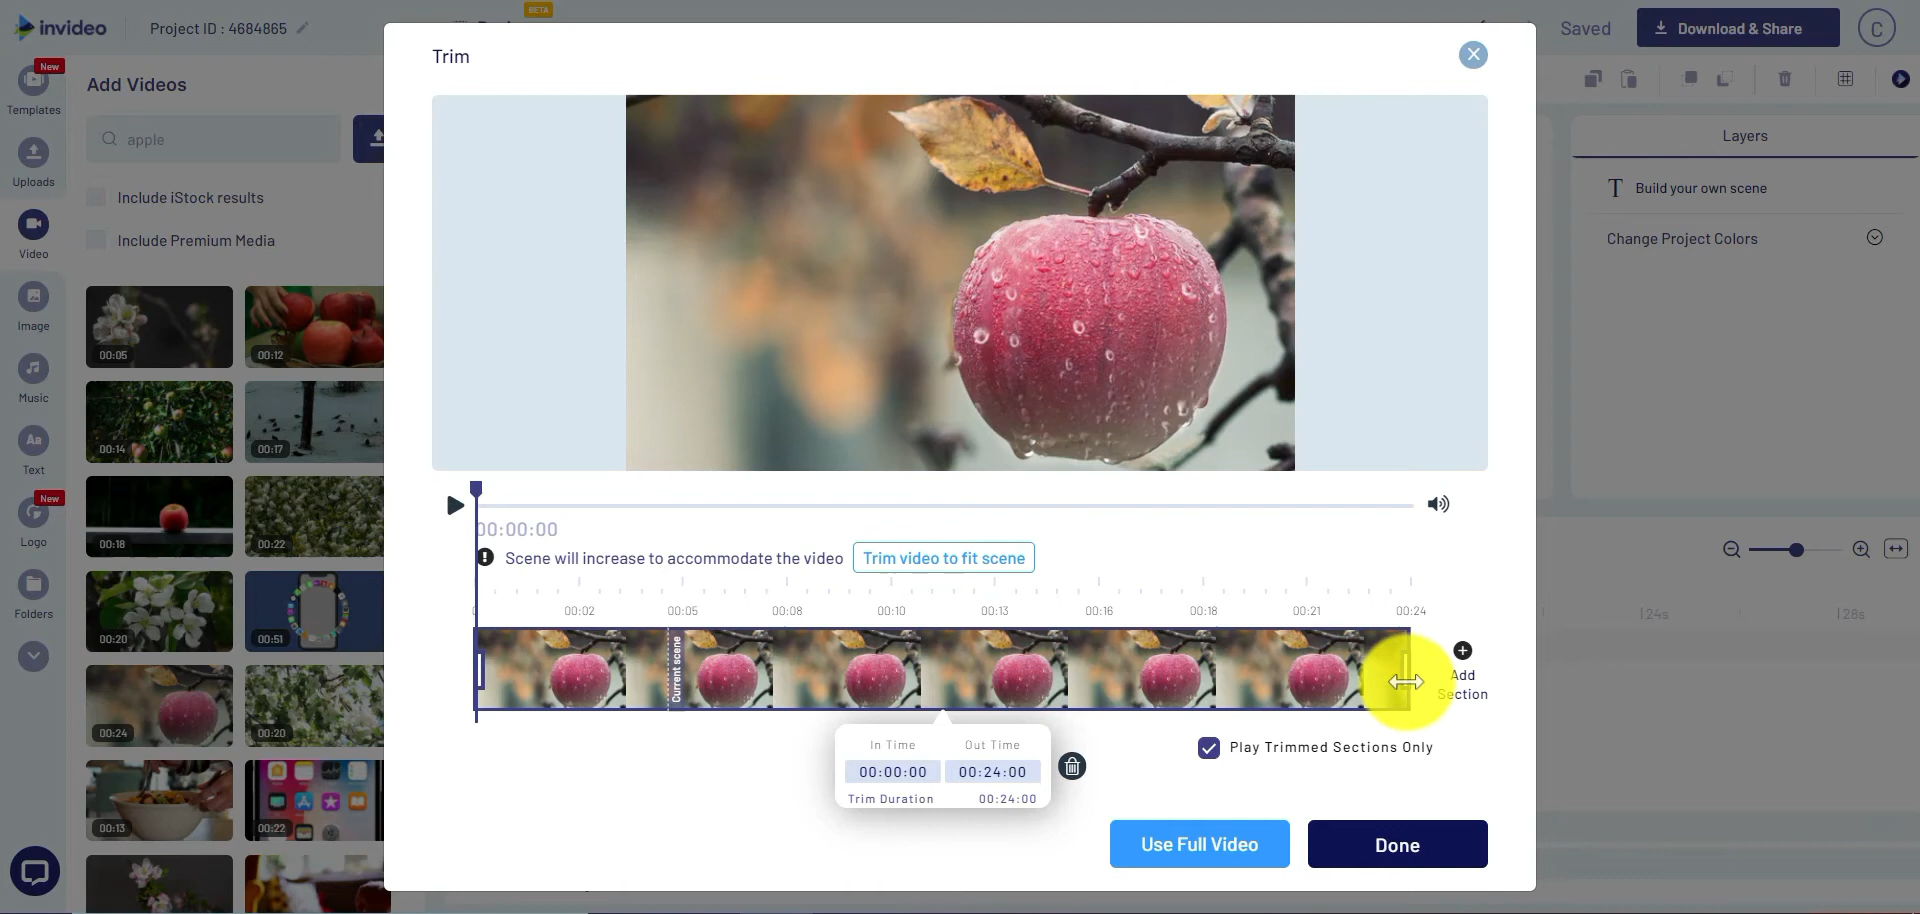 BETA
invideo
Project ID : 4684865
Saved
Download & Share
C
New
Templates
Uploads
Video
Image
Music
Aa
Text
New
Logo
Folders
Add Videos
apple
Include iStock results
Include Premium Media
00:05
00:12
00:14
00:17
00:18
00:22
00:20
00:51
00:24
00:20
00:13
00:22
Trim
00:00:00
Scene will increase to accommodate the video
Trim video to fit scene
00:02
00:05
00:08
00:10
00:13
00:16
00:18
00:21
00:24
Current scene
Add
Section
In Time
Out Time
00:00:00
00:24:00
Trim Duration
00:24:00
Play Trimmed Sections Only
Use Full Video
Done
Layers
T Build your own scene
Change Project Colors
24s
28s